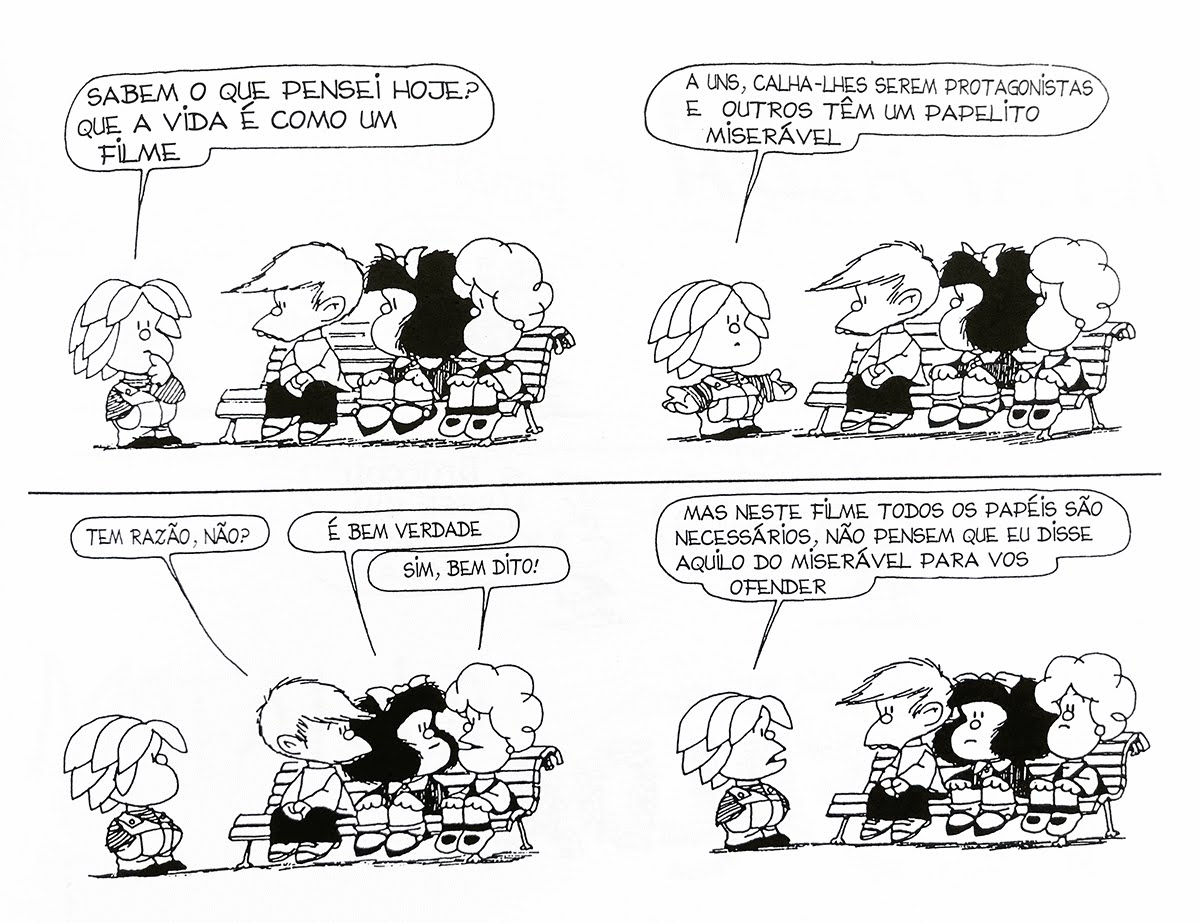 SABEM O QUE PENSEI HOJE?
QUE A VIDA É COMO UM
FILME
A UNS, CALHA-LHES SEREM PROTAGONISTAS
E OUTROS TÊM UM PAPELITO
MISERÁVEL
TEM RAZÃO, NÃO?
É BEM VERDADE
SIM, BEM DITO!
MAS NESTE FILME TODOS OS PAPÉIS SÃO
NECESSÁRIOS, NÃO PENSEM QUE EU DISSE
AQUILO DO MISERÁVEL PARA VOS
OFENDER